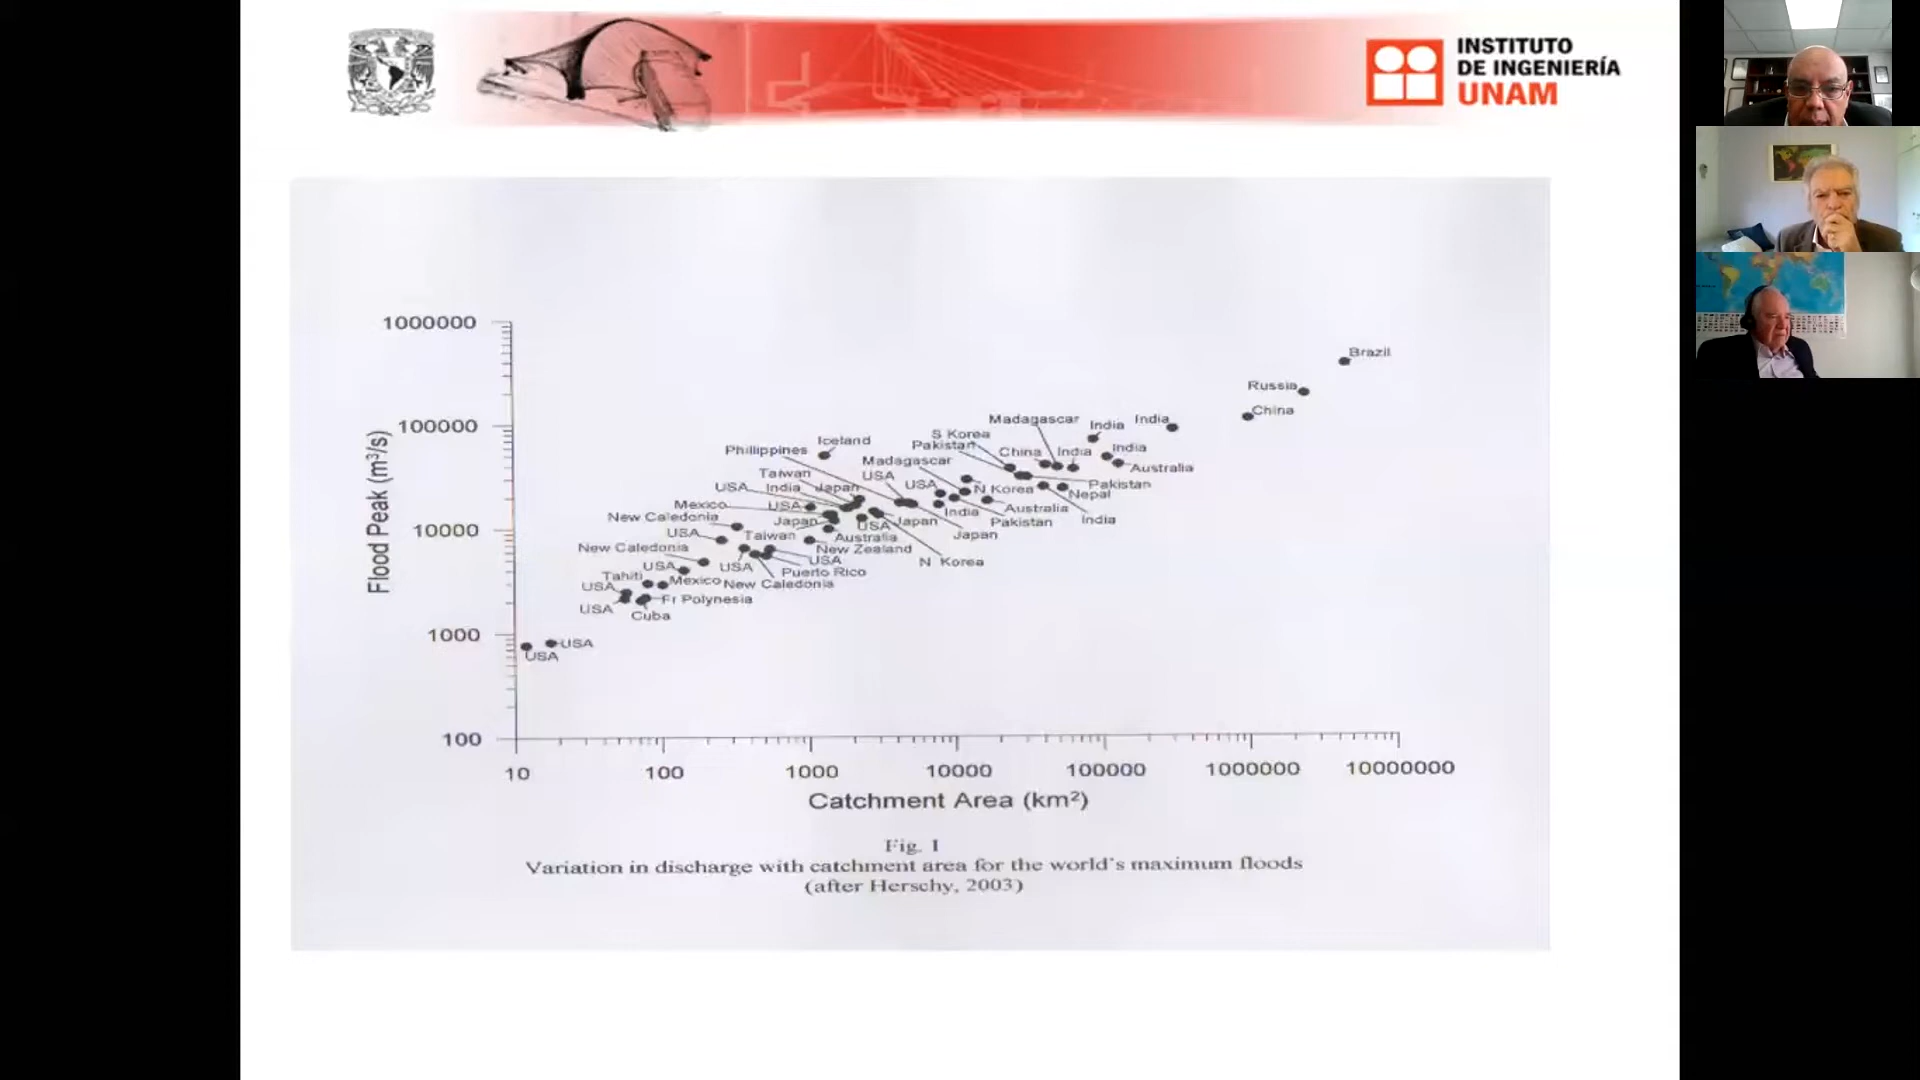 INSTITUTO
DE INGENIERÍA
UNAM
1000000
100000
10000
1000
100
Flood Peak (m³/s)
Brazil
Russia
China
Madagascar
India
India
S Korea
Pakistan
Iceland
Phillippines
China
India
India
Australia
Madagascar
Taiwan
USA
USA
India
Japan
USA
N Korea
Pakistan
Nepal
Mexico
USA
India
Australia
Pakistan
India
New Caledonia
Japan
USA
Japan
Japan
USA
Taiwan
Australia
New Caledonia
New Zealand
USA
N Korea
USA
USA
Puerto Rico
Tahiti
Mexico
New Caledonia
USA
USA
Fr Polynesia
Cuba
USA
USA
10
100
1000
10000
100000
1000000
10000000
Catchment Area (km²)
Fig. 1
Variation in discharge with catchment area for the world's maximum floods
(after Herschy, 2003)